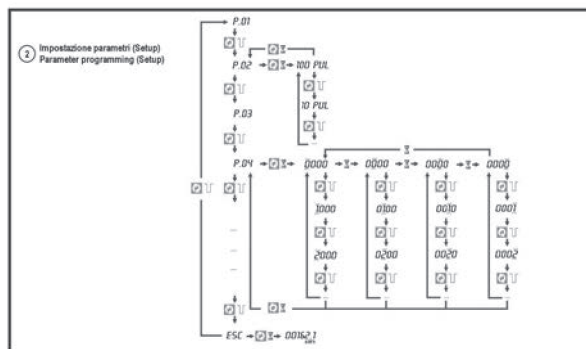 2 Impostazione parametri (Setup)
Parameter programming (Setup)
P.01
P.02 100 PUL
10 PUL
P.03
P.04 0000 0000 0000 0000
1000 0100 0010 0001
2000 0200 0020 0002
ESC 00162.1